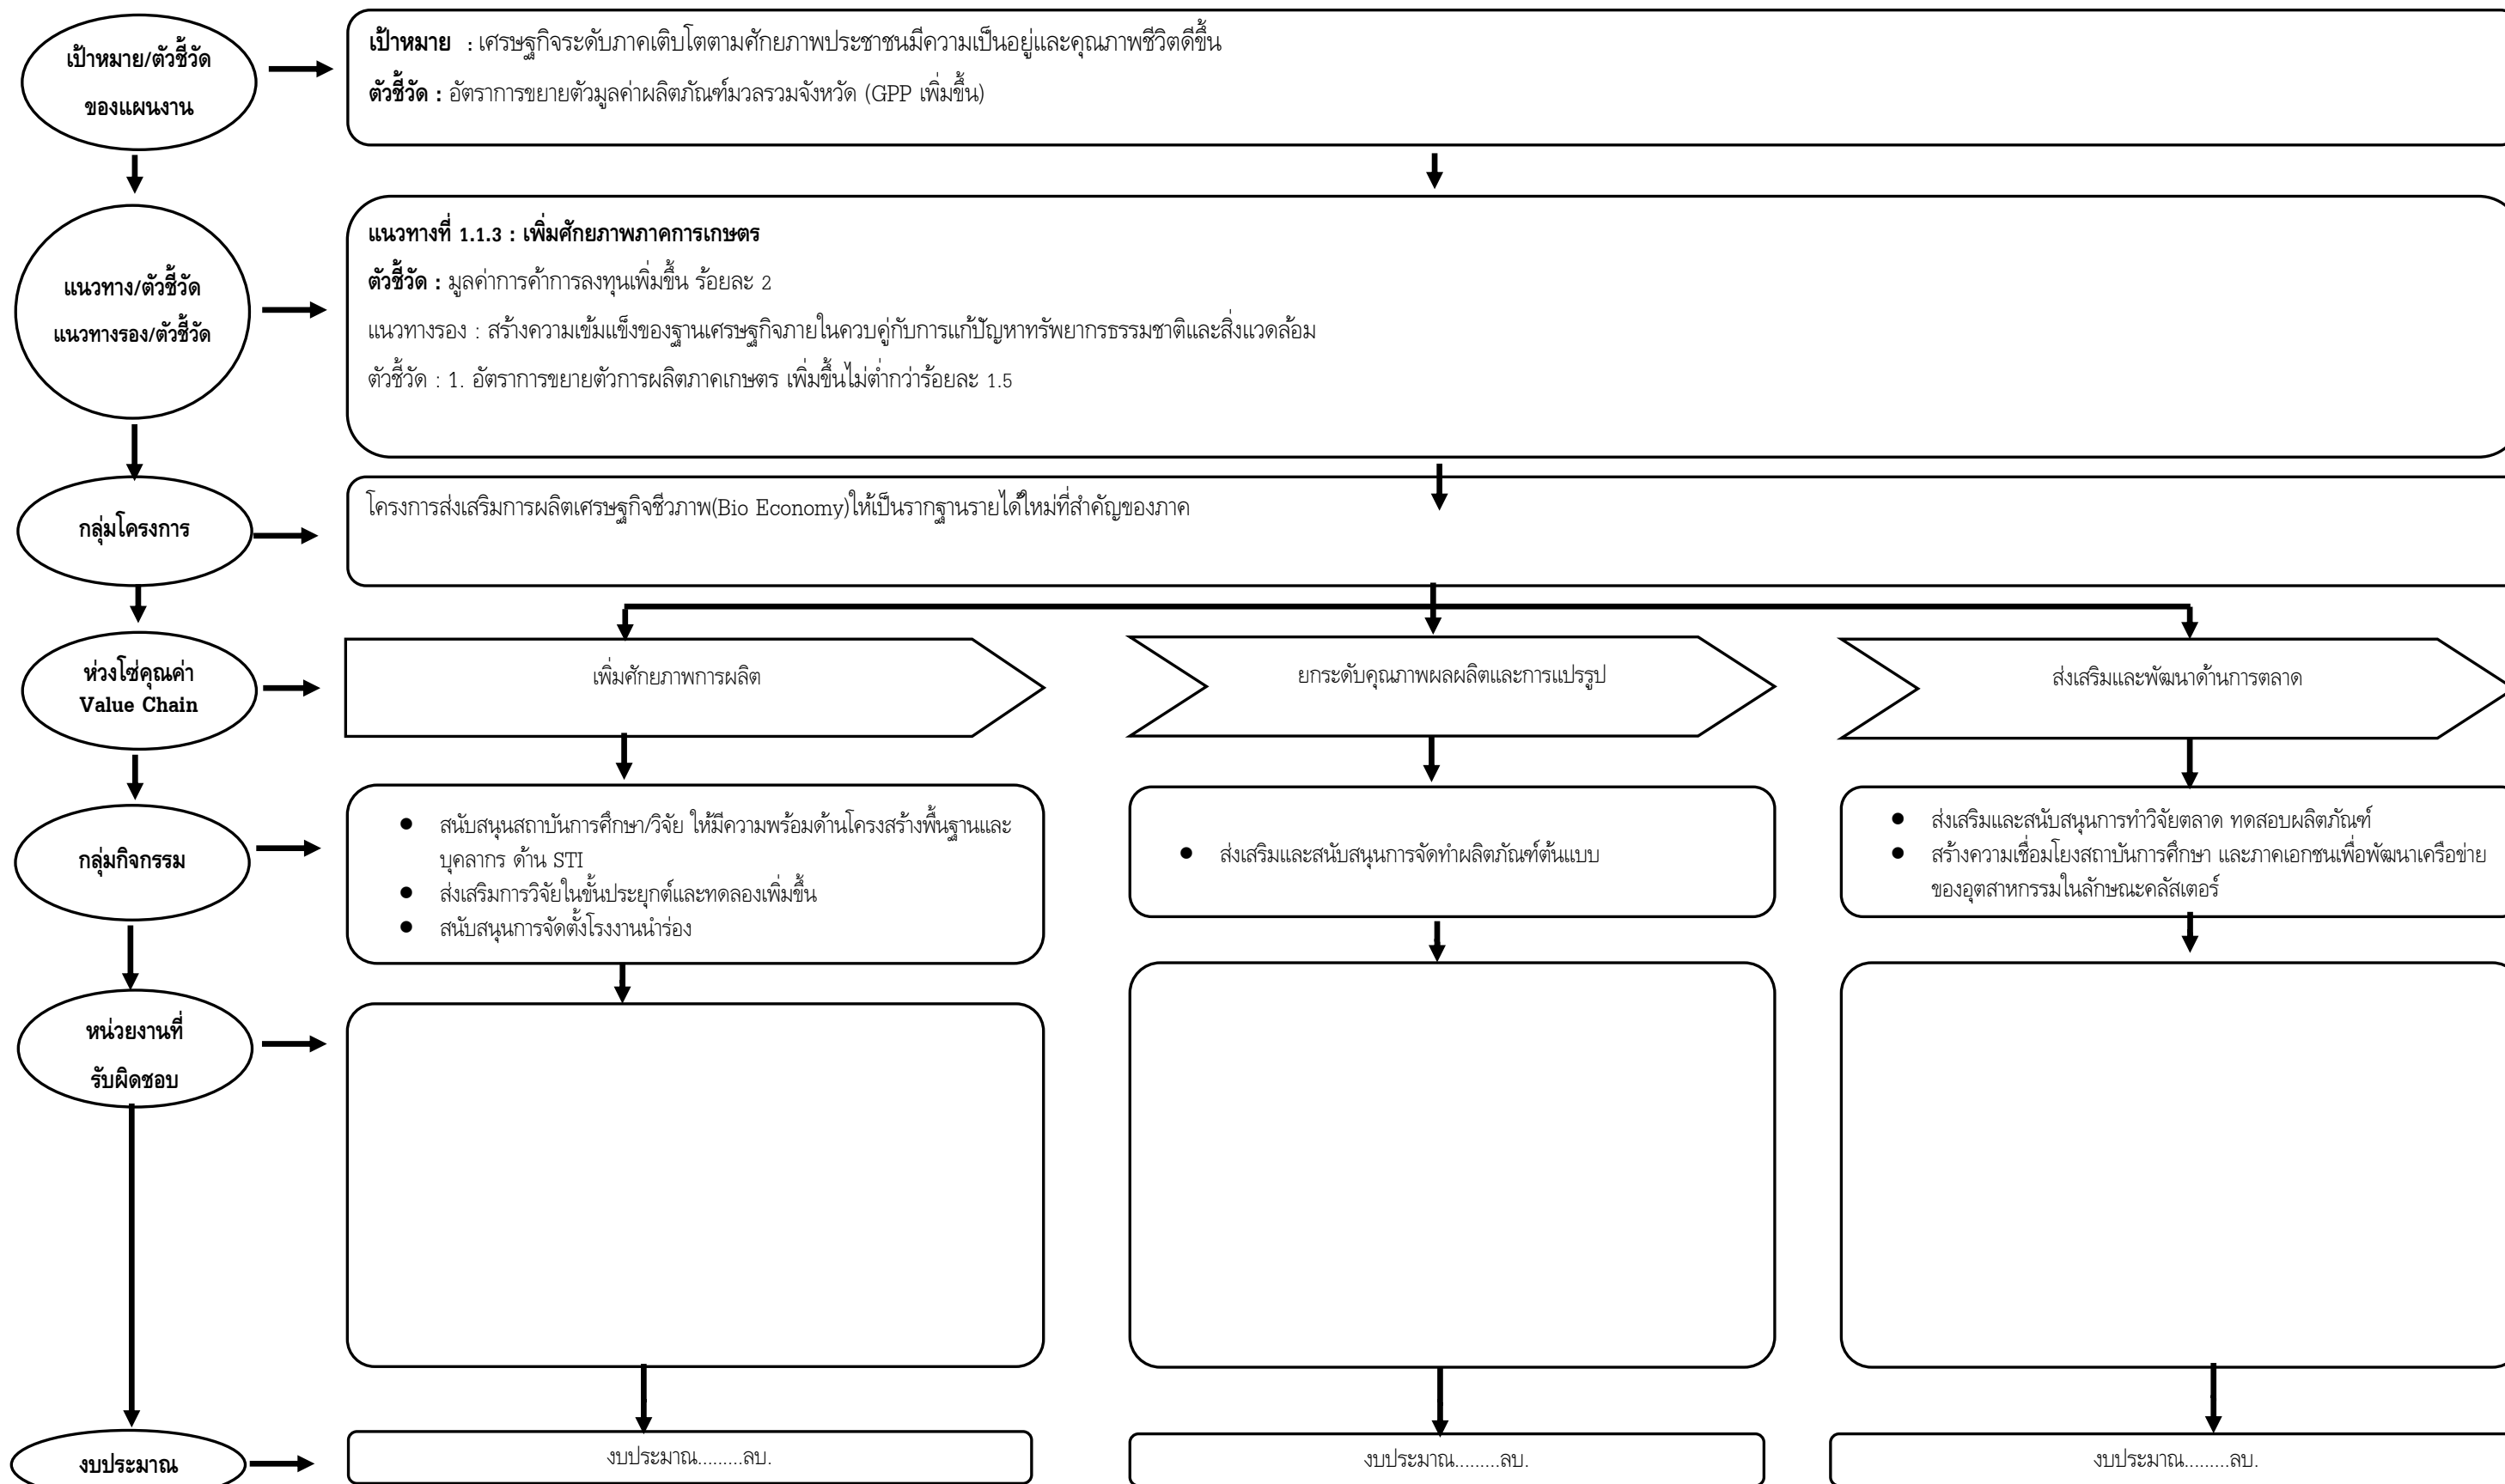 เป้าหมาย/ตัวชี้วัด
ของแผนงาน
เป้าหมาย : เศรษฐกิจระดับภาคเติบโตตามศักยภาพประชาชนมีความเป็นอยู่และคุณภาพชีวิตดีขึ้น
ตัวชี้วัด : อัตราการขยายตัวมูลค่าผลิตภัณฑ์มวลรวมจังหวัด (GPP เพิ่มขึ้น)
แนวทาง/ตัวชี้วัด
แนวทางรอง/ตัวชี้วัด
แนวทางที่ 1.1.3 : เพิ่มศักยภาพภาคการเกษตร
ตัวชี้วัด : มูลค่าการค้าการลงทุนเพิ่มขึ้น ร้อยละ 2
แนวทางรอง : สร้างความเข้มแข็งของฐานเศรษฐกิจภายในควบคู่กับการแก้ปัญหาทรัพยากรธรรมชาติและสิ่งแวดล้อม
ตัวชี้วัด : 1. อัตราการขยายตัวการผลิตภาคเกษตร เพิ่มขึ้นไม่ต่ำกว่าร้อยละ 1.5
กลุ่มโครงการ
โครงการส่งเสริมการผลิตเศรษฐกิจชีวภาพ(Bio Economy)ให้เป็นรากฐานรายได้ใหม่ที่สำคัญของภาค
ห่วงโซ่คุณค่า
Value Chain
เพิ่มศักยภาพการผลิต
ยกระดับคุณภาพผลผลิตและการแปรรูป
ส่งเสริมและพัฒนาด้านการตลาด
กลุ่มกิจกรรม
● สนับสนุนสถาบันการศึกษา/วิจัย ให้มีความพร้อมด้านโครงสร้างพื้นฐานและ
บุคลากร ด้าน STI
● ส่งเสริมการวิจัยในขั้นประยุกต์และทดลองเพิ่มขึ้น
● สนับสนุนการจัดตั้งโรงงานนำร่อง
● ส่งเสริมและสนับสนุนการจัดทำผลิตภัณฑ์ต้นแบบ
● ส่งเสริมและสนับสนุนการทำวิจัยตลาด ทดสอบผลิตภัณฑ์
● สร้างความเชื่อมโยงสถาบันการศึกษา และภาคเอกชนเพื่อพัฒนาเครือข่าย
ของอุตสาหกรรมในลักษณะคลัสเตอร์
หน่วยงานที่
รับผิดชอบ
งบประมาณ
งบประมาณ.........ลบ.
งบประมาณ.........ลบ.
งบประมาณ.........ลบ.